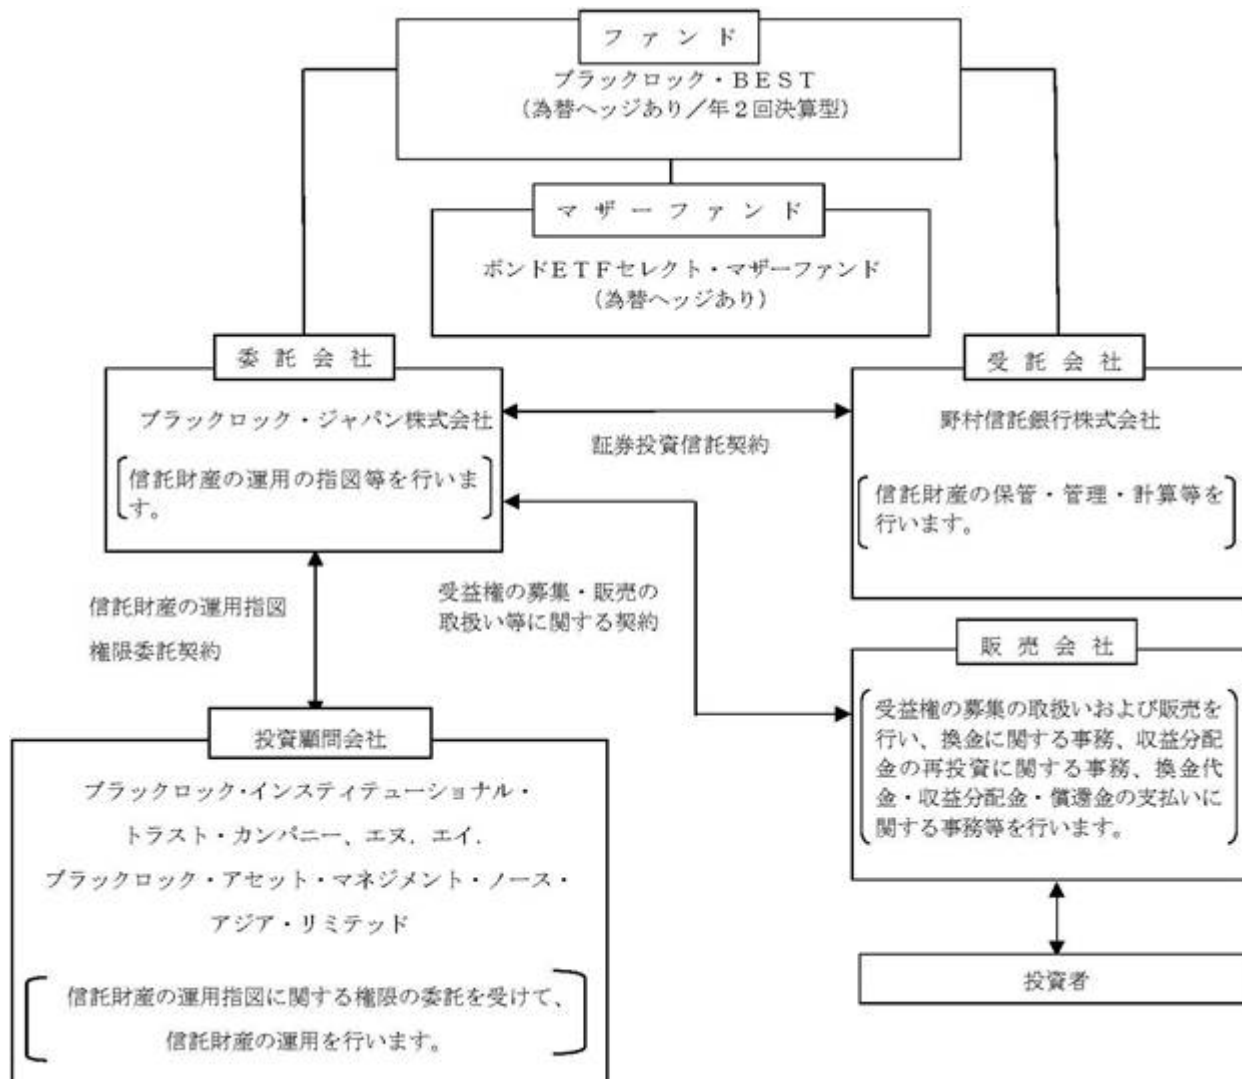 ファンド
ブラックロック・ＢＥＳＴ
（為替ヘッジあり／年２回決算型）
マザーファンド
ボンドＥＴＦセレクト・マザーファンド
（為替ヘッジあり）
委託会社
ブラックロック・ジャパン株式会社
信託財産の運用の指図等を行いま
す。
証券投資信託契約
受託会社
野村信託銀行株式会社
信託財産の保管・管理・計算等を
行います。
信託財産の運用指図
権限委託契約
受益権の募集・販売の
取扱い等に関する契約
販売会社
受益権の募集の取扱いおよび販売を
行い、換金に関する事務、収益分配
金の再投資に関する事務、換金代
金・収益分配金・償還金の支払いに
関する事務等を行います。
投資顧問会社
ブラックロック・インスティテューショナル・
トラスト・カンパニー、エヌ．エイ．
ブラックロック・アセット・マネジメント・ノース・
アジア・リミテッド
信託財産の運用指図に関する権限の委託を受けて、
信託財産の運用を行います。
投資者